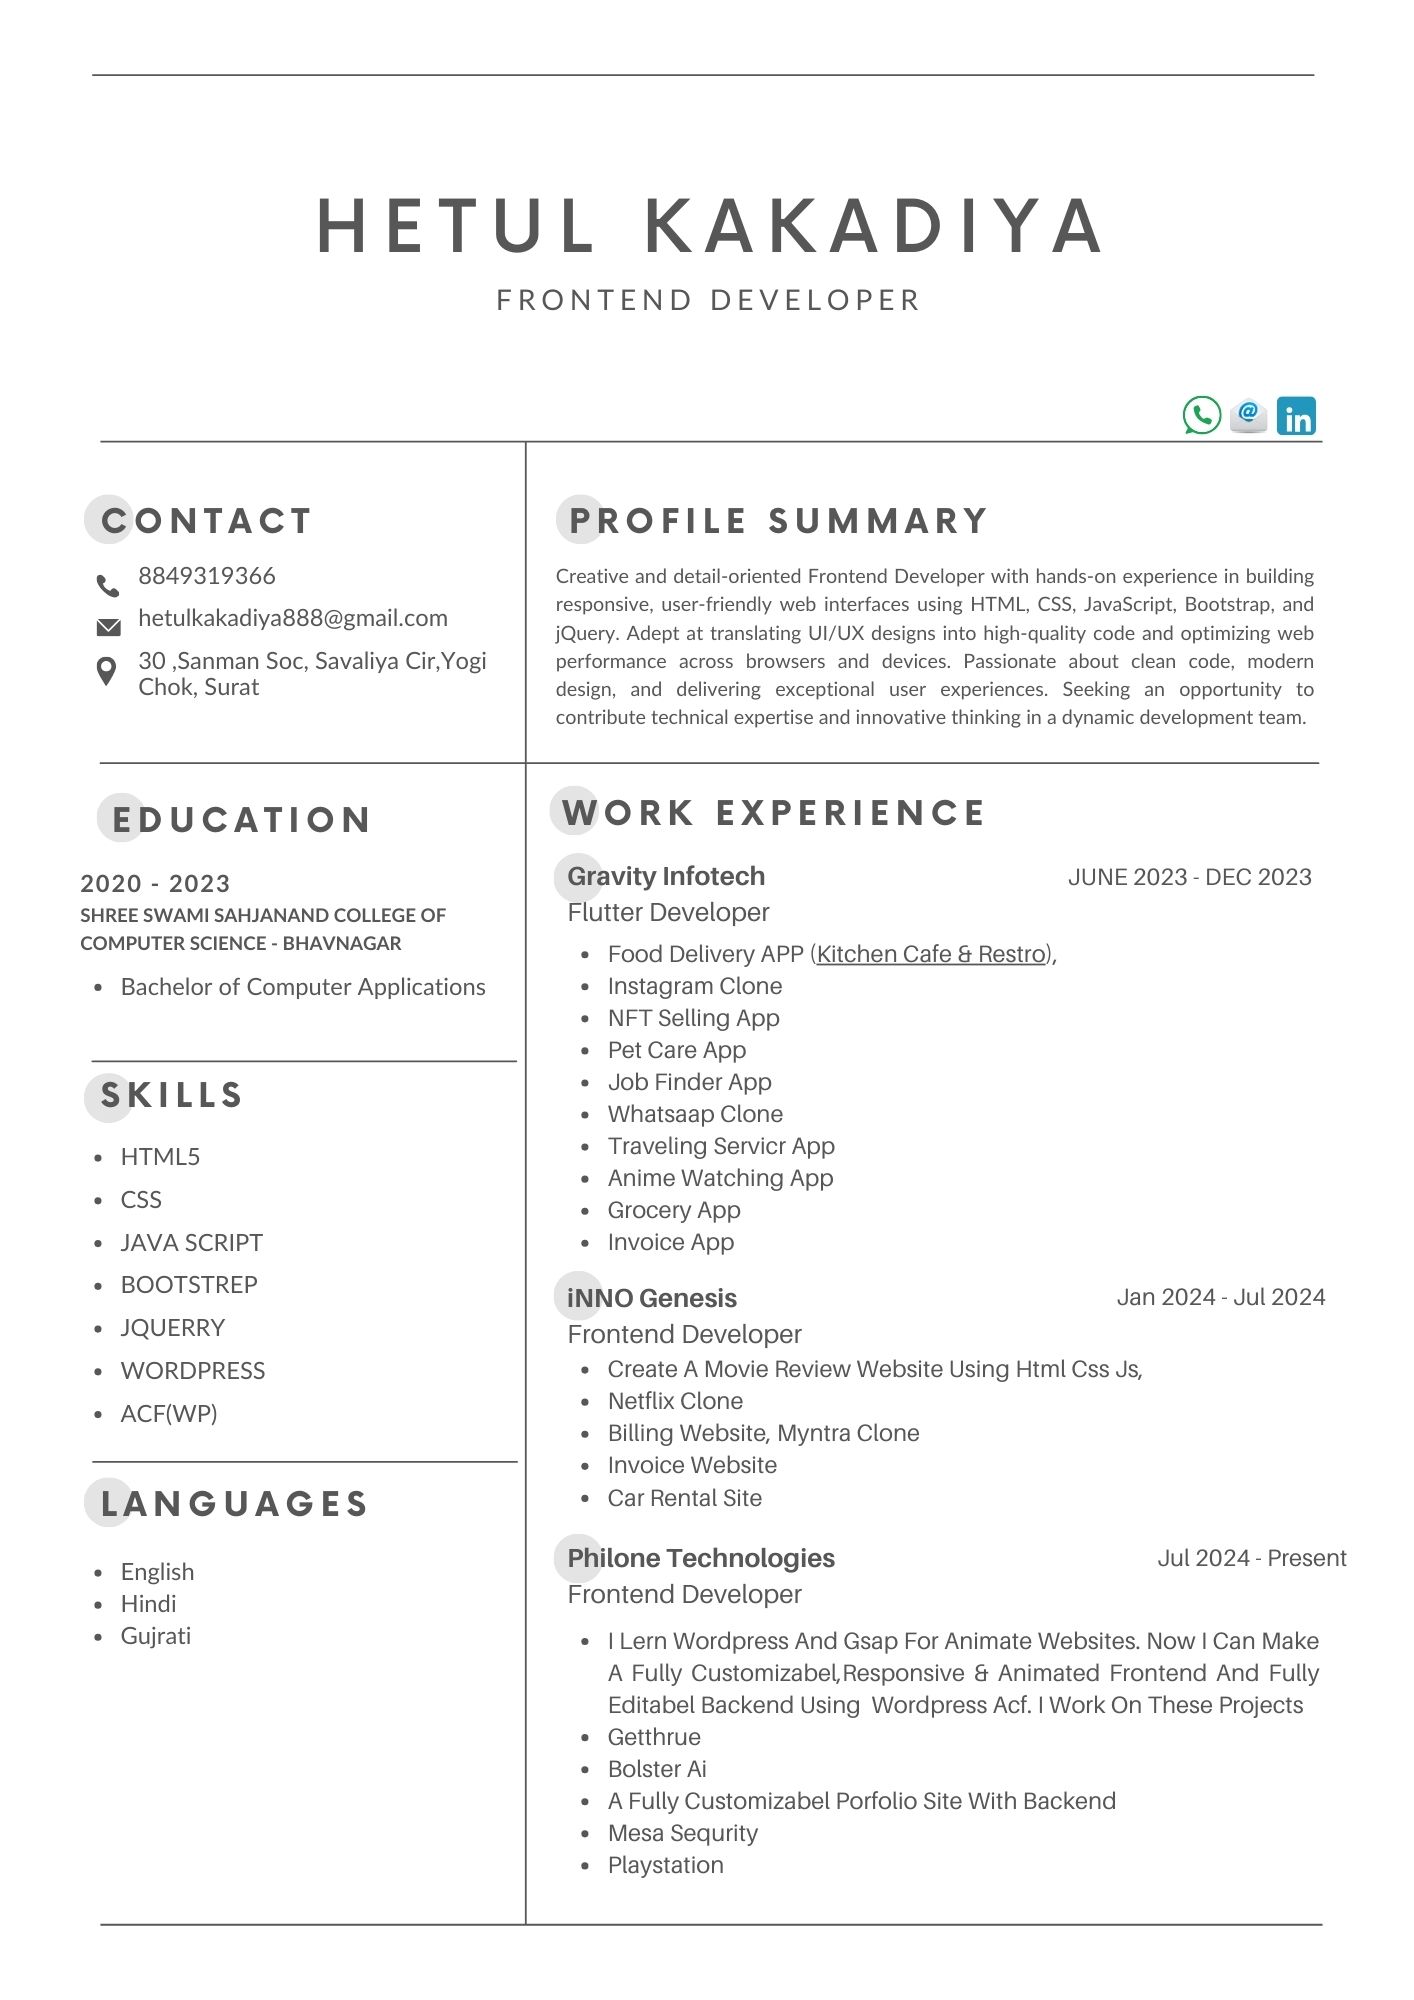 HETUL KAKADIYA
FRONTEND DEVELOPER
CONTACT
8849319366
hetulkakadiya888@gmail.com
30 ,Sanman Soc, Savaliya Cir,Yogi
Chok, Surat
EDUCATION
2020 - 2023
SHREE SWAMI SAHJANAND COLLEGE OF
COMPUTER SCIENCE - BHAVNAGAR
• Bachelor of Computer Applications
SKILLS
• HTML5
• CSS
• JAVA SCRIPT
• BOOTSTREP
• JQUERRY
• WORDPRESS
• ACF(WP)
LANGUAGES
• English
• Hindi
• Gujrati
PROFILE SUMMARY
Creative and detail-oriented Frontend Developer with hands-on experience in building
responsive, user-friendly web interfaces using HTML, CSS, JavaScript, Bootstrap, and
jQuery. Adept at translating UI/UX designs into high-quality code and optimizing web
performance across browsers and devices. Passionate about clean code, modern
design, and delivering exceptional user experiences. Seeking an opportunity to
contribute technical expertise and innovative thinking in a dynamic development team.
WORK EXPERIENCE
Gravity Infotech JUNE 2023 - DEC 2023
Flutter Developer
• Food Delivery APP (Kitchen Cafe & Restro),
• Instagram Clone
• NFT Selling App
• Pet Care App
• Job Finder App
• Whatsaap Clone
• Traveling Servicr App
• Anime Watching App
• Grocery App
• Invoice App
iNNO Genesis Jan 2024 - Jul 2024
Frontend Developer
• Create A Movie Review Website Using Html Css Js,
• Netflix Clone
• Billing Website, Myntra Clone
• Invoice Website
• Car Rental Site
Philone Technologies Jul 2024 - Present
Frontend Developer
• I Lern Wordpress And Gsap For Animate Websites. Now I Can Make
A Fully Customizabel,Responsive & Animated Frontend And Fully
Editabel Backend Using Wordpress Acf. I Work On These Projects
• Getthrue
• Bolster Ai
• A Fully Customizabel Porfolio Site With Backend
• Mesa Sequrity
• Playstation